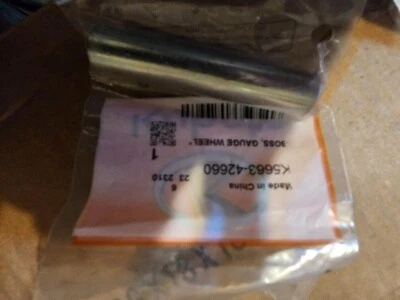 Made in China
6
23 2310
K5663-42660
1
BOSS, GAUGE WHEEL*